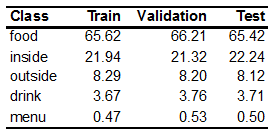 Class Train Validation Test
food 65.62 66.21 65.42
inside 21.94 21.32 22.24
outside 8.29 8.20 8.12
drink 3.67 3.76 3.71
menu 0.47 0.53 0.50